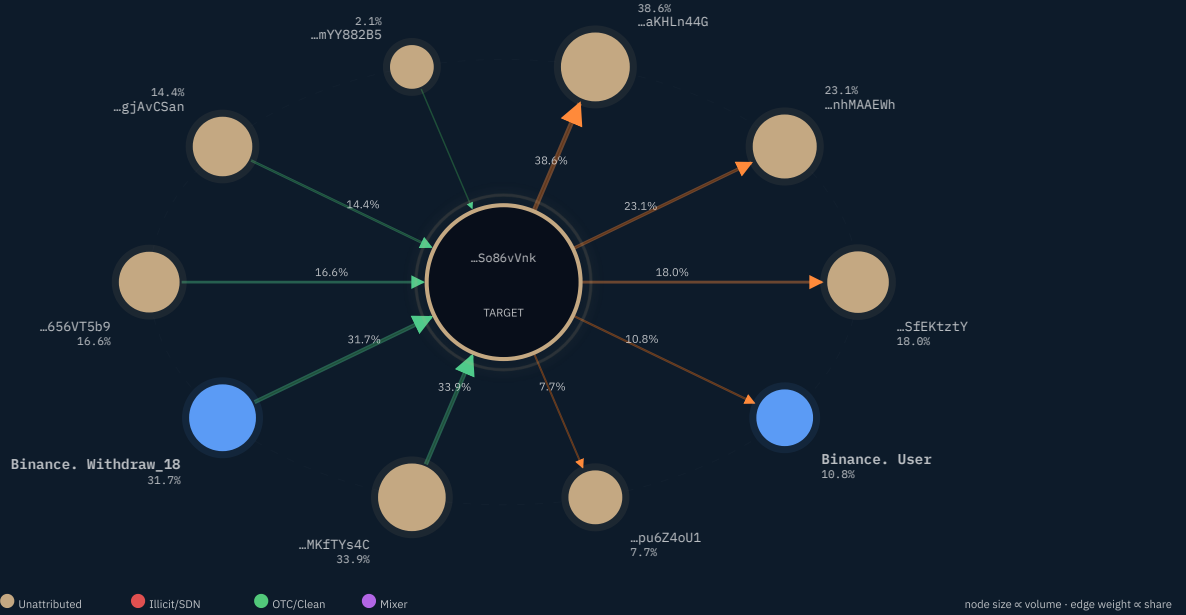 38.6%
…aKHLn44G
2.1%
…mYY882B5
23.1%
…nhMAAEWh
14.4%
…gjAvCSan
38.6%
23.1%
14.4%
…So86vVnk
TARGET
16.6%
18.0%
…656VT5b9
16.6%
…SfEKtztY
18.0%
31.7%
10.8%
33.9%
7.7%
Binance. Withdraw_18
31.7%
Binance. User
10.8%
…MKfTYs4C
33.9%
…pu6Z4oU1
7.7%
Unattributed
Illicit/SDN
OTC/Clean
Mixer
node size ∝ volume · edge weight ∝ share